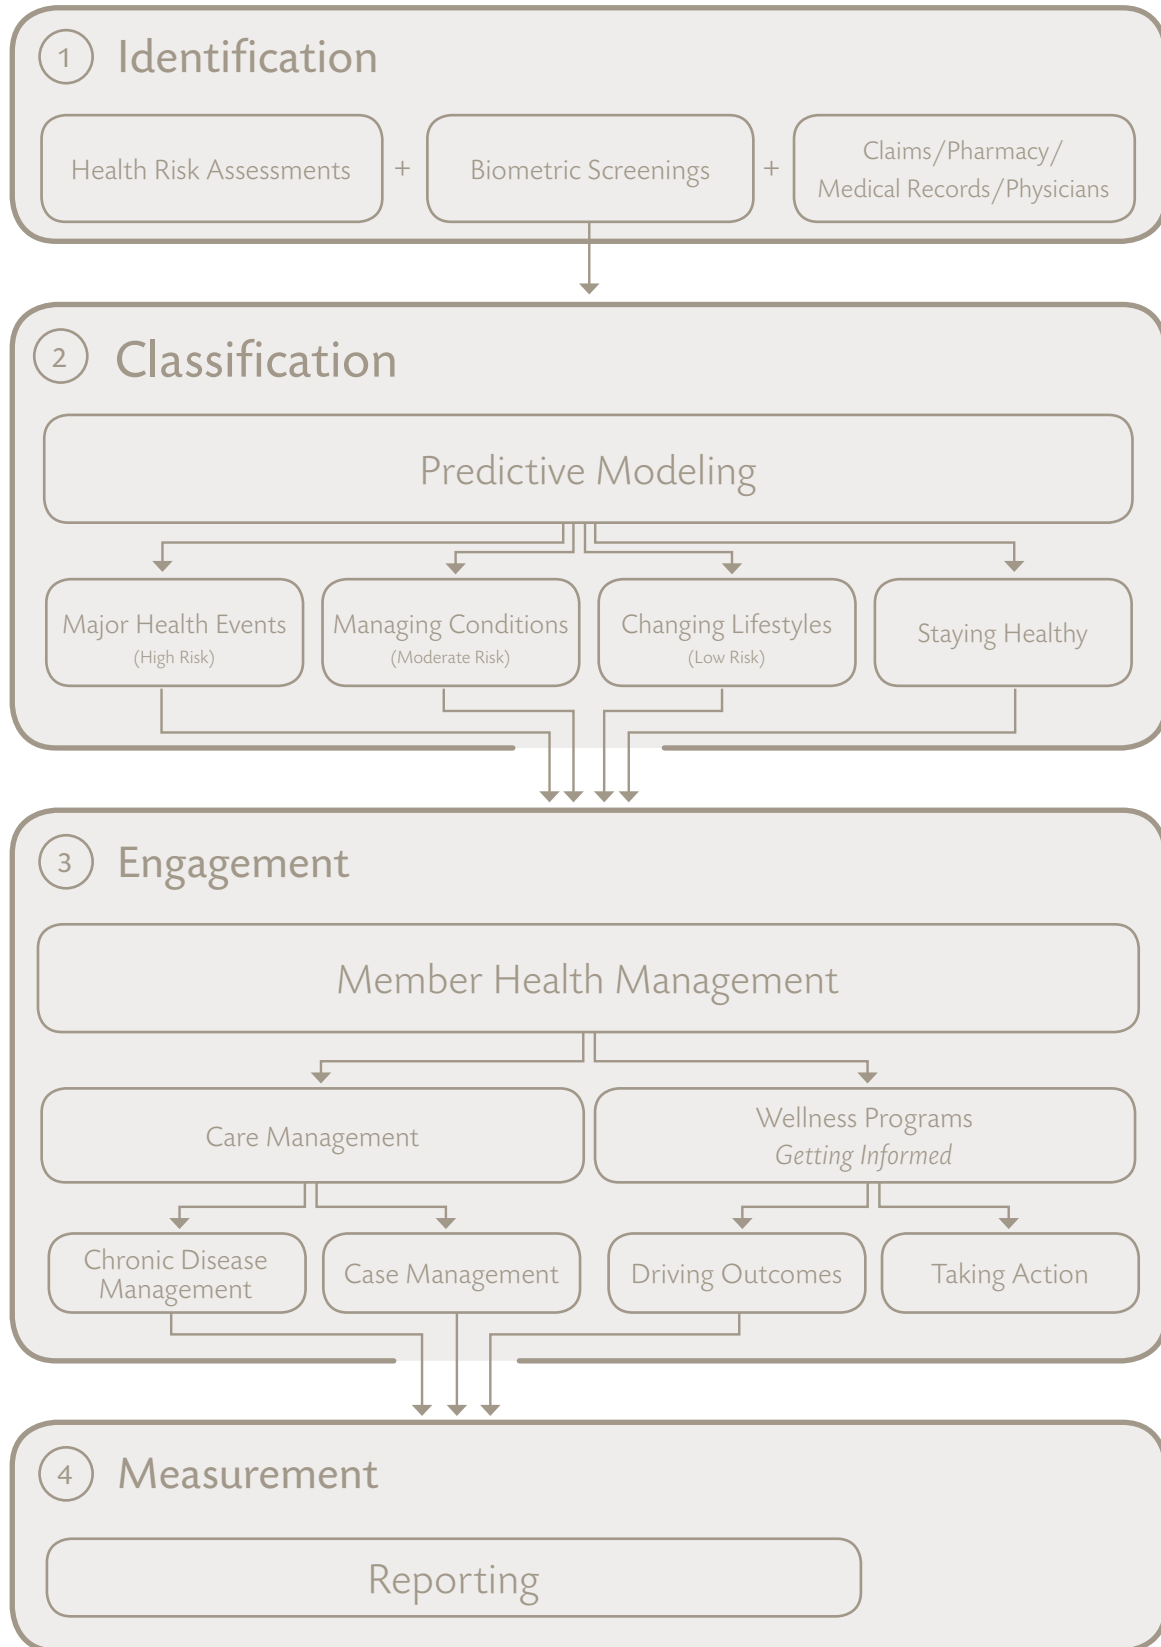 1 Identification
Health Risk Assessments + Biometric Screenings + Claims/Pharmacy/
Medical Records/Physicians
2 Classification
Predictive Modeling
Major Health Events
(High Risk)
Managing Conditions
(Moderate Risk)
Changing Lifestyles
(Low Risk)
Staying Healthy
3 Engagement
Member Health Management
Care Management
Wellness Programs
Getting Informed
Chronic Disease
Management
Case Management
Driving Outcomes
Taking Action
4 Measurement
Reporting